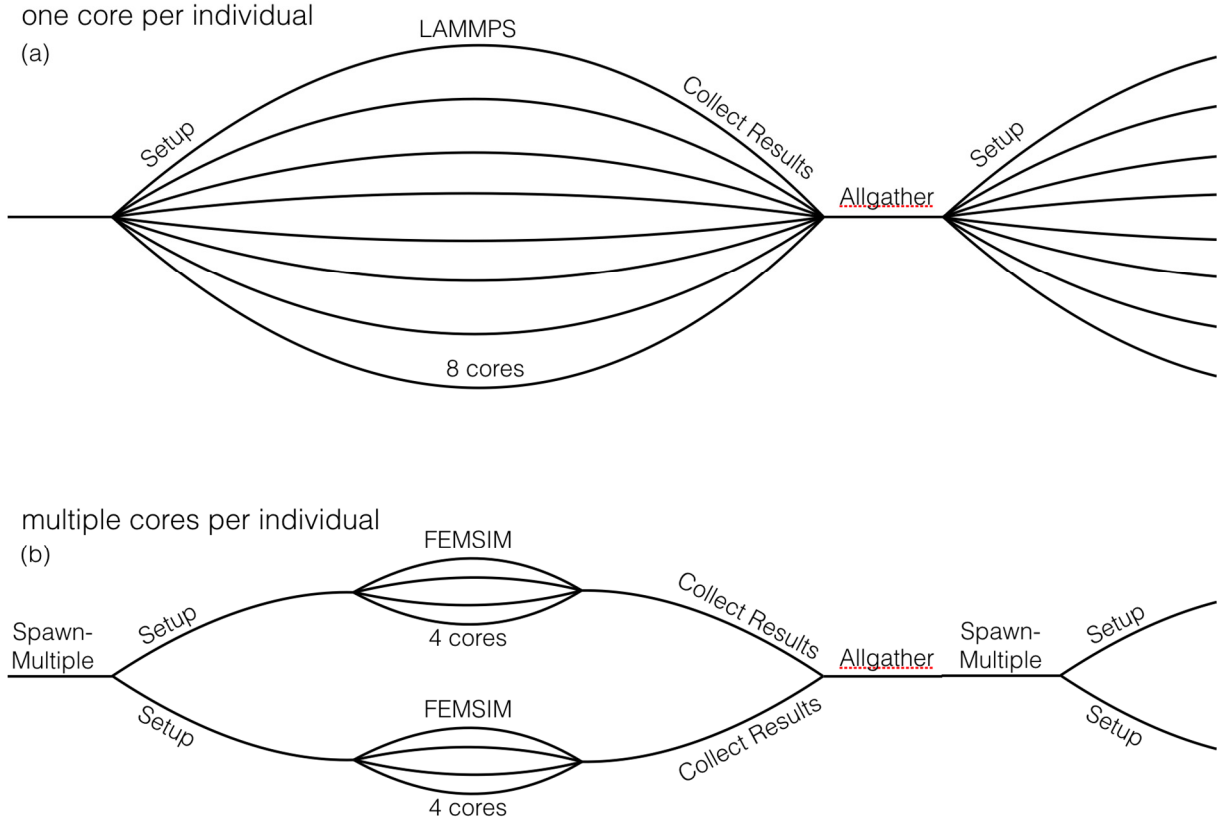 one core per individual
(a)
LAMMPS
Setup
Collect Results
Allgather
Setup
8 cores
multiple cores per individual
(b)
FEMSIM
4 cores
Spawn-
Multiple
Setup
Collect Results
Allgather
Spawn-
Multiple
Setup
Setup
FEMSIM
4 cores
Collect Results
Setup